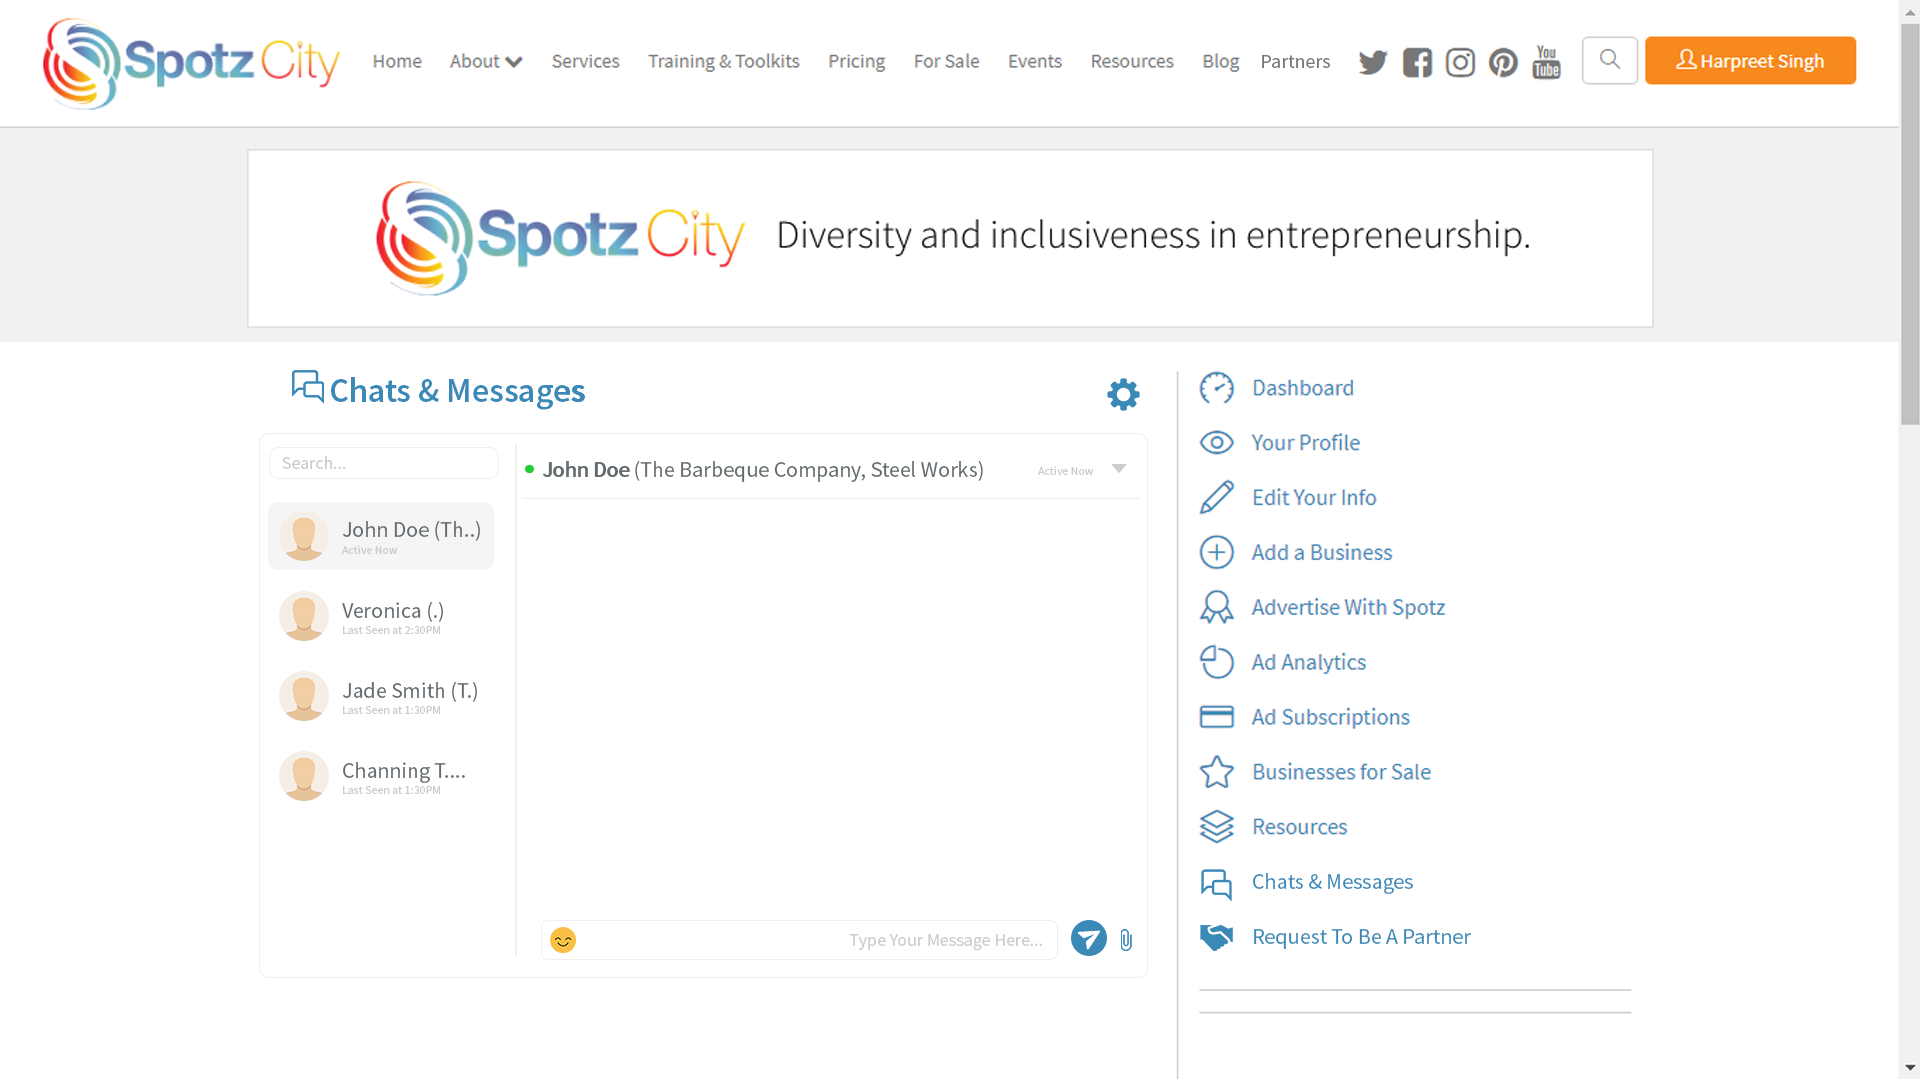 Spotz City
Home About Services Training & Toolkits Pricing For Sale Events Resources Blog Partners You Tube Harpreet Singh
Spotz City Diversity and inclusiveness in entrepreneurship.
Chats & Messages
Search...
John Doe (Th..)
Active Now
Veronica (.)
Last Seen at 2:30PM
Jade Smith (T.)
Last Seen at 1:30PM
Channing T....
Last Seen at 1:30PM
John Doe (The Barbeque Company, Steel Works) Active Now
Type Your Message Here...
Dashboard
Your Profile
Edit Your Info
Add a Business
Advertise With Spotz
Ad Analytics
Ad Subscriptions
Businesses for Sale
Resources
Chats & Messages
Request To Be A Partner